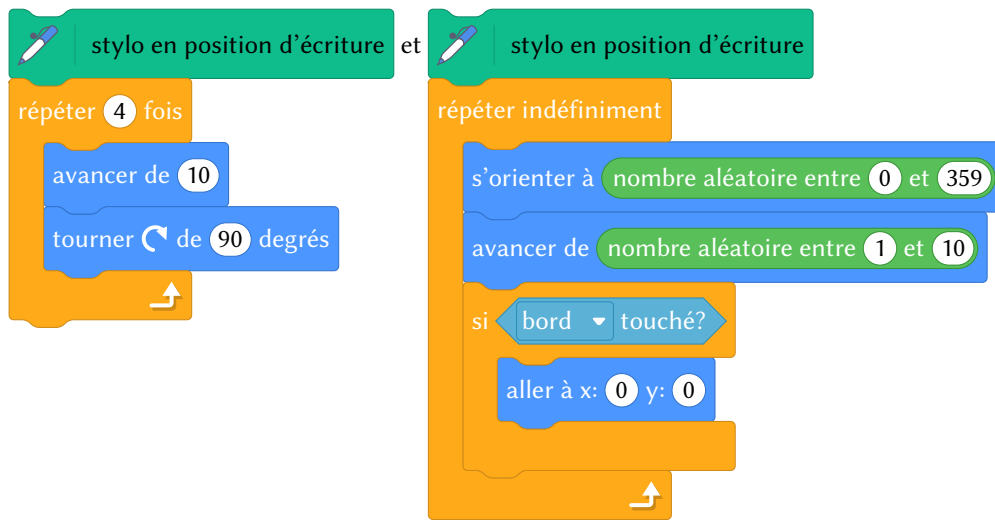 stylo en position d’écriture et stylo en position d’écriture
répéter 4 fois
avancer de 10
tourner de 90 degrés
répéter indéfiniment
s’orienter à nombre aléatoire entre 0 et 359
avancer de nombre aléatoire entre 1 et 10
si bord touché?
aller à x: 0 y: 0